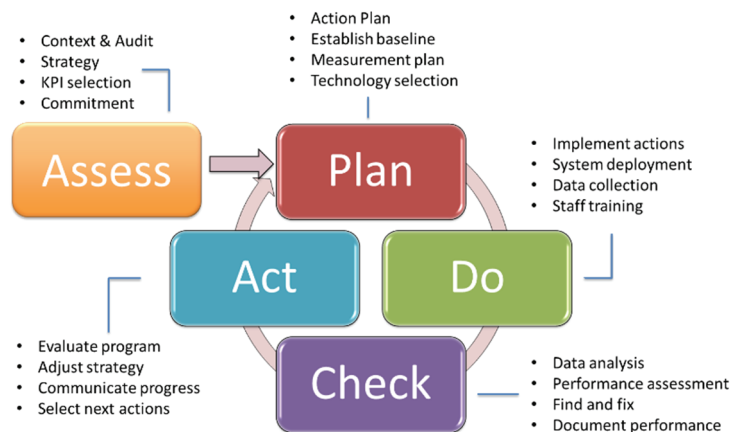 • Context & Audit
• Strategy
• KPI selection
• Commitment
Assess
• Action Plan
• Establish baseline
• Measurement plan
• Technology selection
Plan
• Implement actions
• System deployment
• Data collection
• Staff training
Do
• Data analysis
• Performance assessment
• Find and fix
• Document performance
Check
• Evaluate program
• Adjust strategy
• Communicate progress
• Select next actions
Act